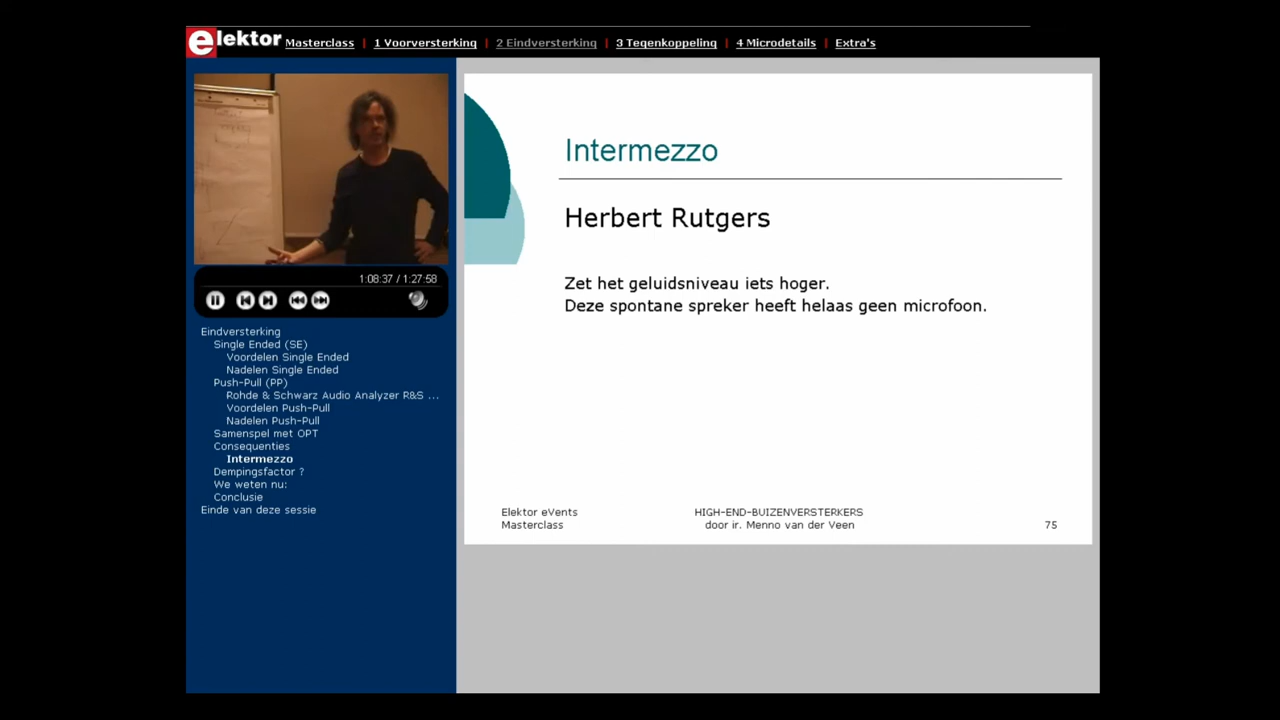 elektor Masterclass | 1 Voorversterking | 2 Eindversterking | 3 Tegenkoppeling | 4 Microdetails | Extra's
1:08:37 / 1:27:58
Eindversterking
Single Ended (SE)
Voordelen Single Ended
Nadelen Single Ended
Push-Pull (PP)
Rohde & Schwarz Audio Analyzer R&S ...
Voordelen Push-Pull
Nadelen Push-Pull
Samenspel met OPT
Consequenties
Intermezzo
Dempingsfactor ?
We weten nu:
Conclusie
Einde van deze sessie
Intermezzo
Herbert Rutgers
Zet het geluidsniveau iets hoger.
Deze spontane spreker heeft helaas geen microfoon.
Elektor eVents
Masterclass
HIGH-END-BUIZENVERSTERKERS
door ir. Menno van der Veen
75